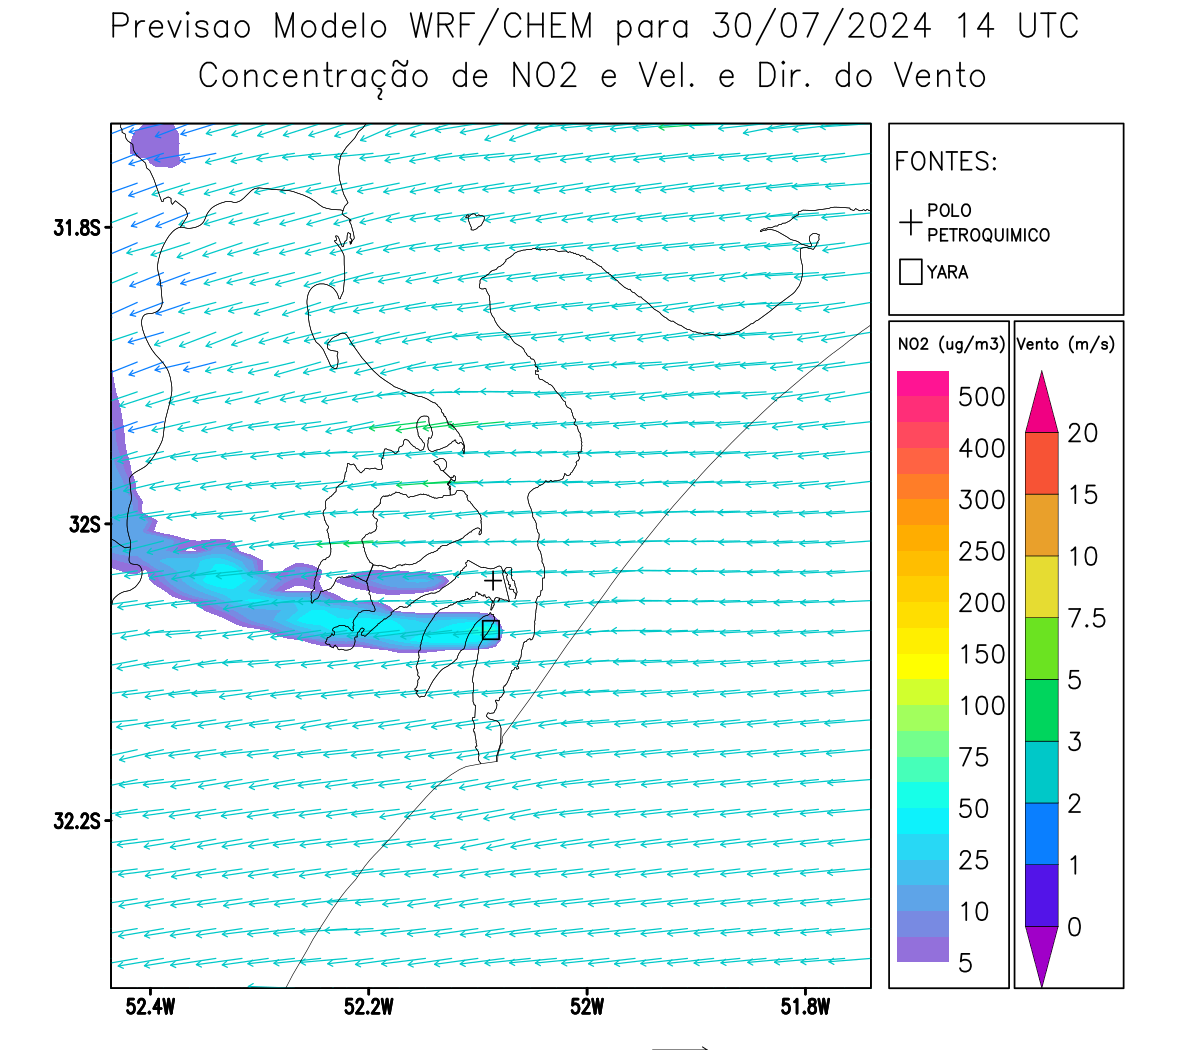 Previsao Modelo WRF/CHEM para 30/07/2024 14 UTC
Concentração de NO2 e Vel. e Dir. do Vento
FONTES:
POLO
PETROQUIMICO
YARA
NO2 (ug/m3)
500
400
300
250
200
150
100
75
50
25
10
5
Vento (m/s)
20
15
10
7.5
5
3
2
1
0
31.8S
32S
32.2S
52.4W 52.2W 52W 51.8W